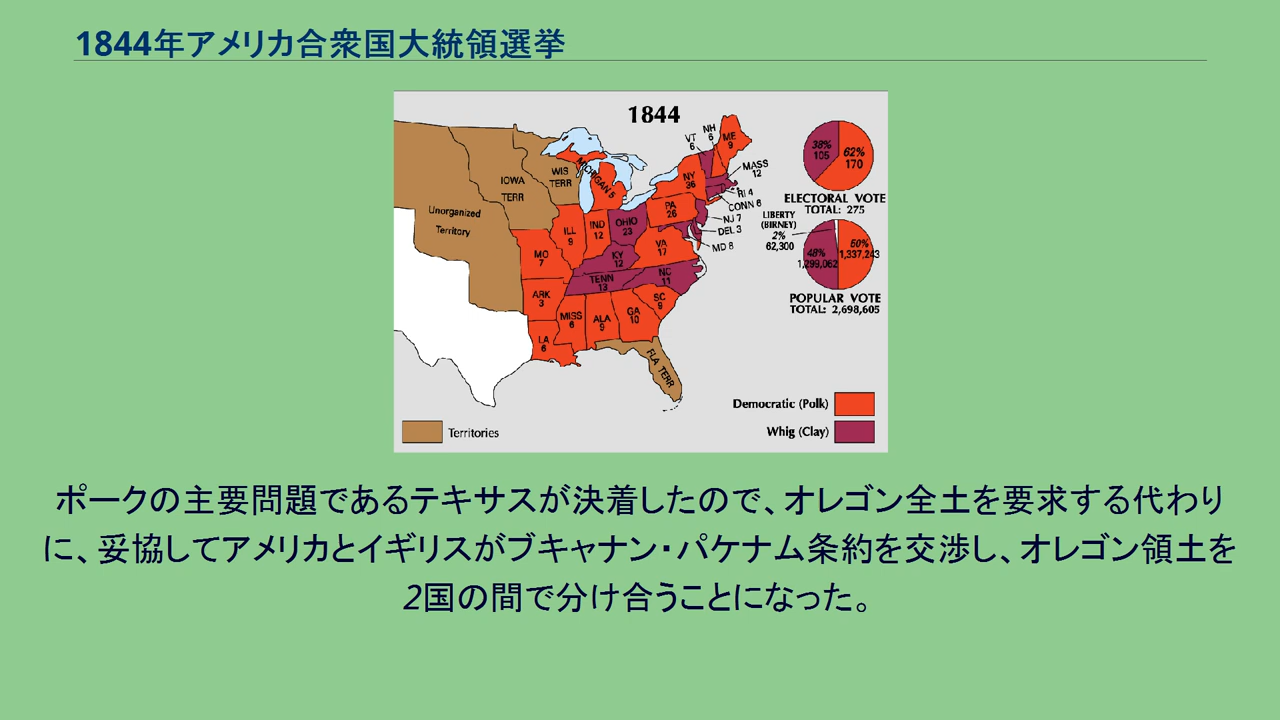 1844年アメリカ合衆国大統領選挙
1844
VT
6
NH
6
ME
9
MASS
12
RI 4
CONN 6
NJ 7
DEL 3
MD 8
NY
36
PA
26
VA
17
NC
11
SC
9
GA
10
ALA
9
MISS
6
LA
6
ARK
3
MO
7
TENN
13
KY
12
OHIO
23
IND
12
ILL
9
MICHIGAN 5
WIS
TERR
IOWA
TERR
Unorganized
Territory
FLA TERR
38%
105
62%
170
ELECTORAL VOTE
TOTAL: 275
LIBERTY
(BIRNEY)
2%
62,300
48%
1,299,062
50%
1,337,243
POPULAR VOTE
TOTAL: 2,698,605
Democratic (Polk)
Whig (Clay)
Territories
ポークの主要問題であるテキサスが決着したので、オレゴン全土を要求する代わり
に、妥協してアメリカとイギリスがブキャナン・パケナム条約を交渉し、オレゴン領土を
2国の間で分け合うことになった。